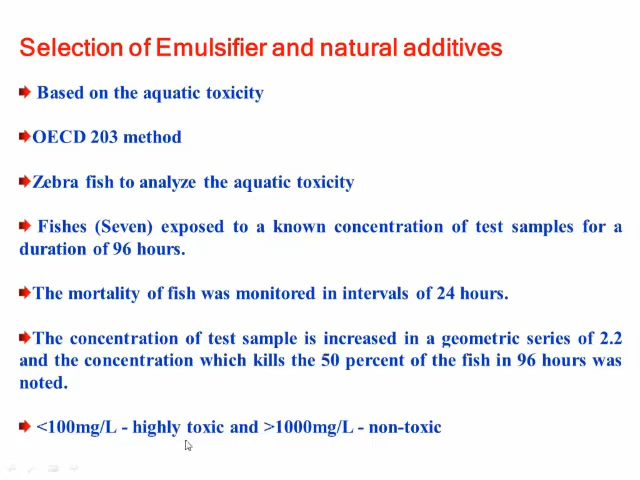 Selection of Emulsifier and natural additives
Based on the aquatic toxicity
OECD 203 method
Zebra fish to analyze the aquatic toxicity
Fishes (Seven) exposed to a known concentration of test samples for a
duration of 96 hours.
The mortality of fish was monitored in intervals of 24 hours.
The concentration of test sample is increased in a geometric series of 2.2
and the concentration which kills the 50 percent of the fish in 96 hours was
noted.
<100mg/L - highly toxic and >1000mg/L - non-toxic